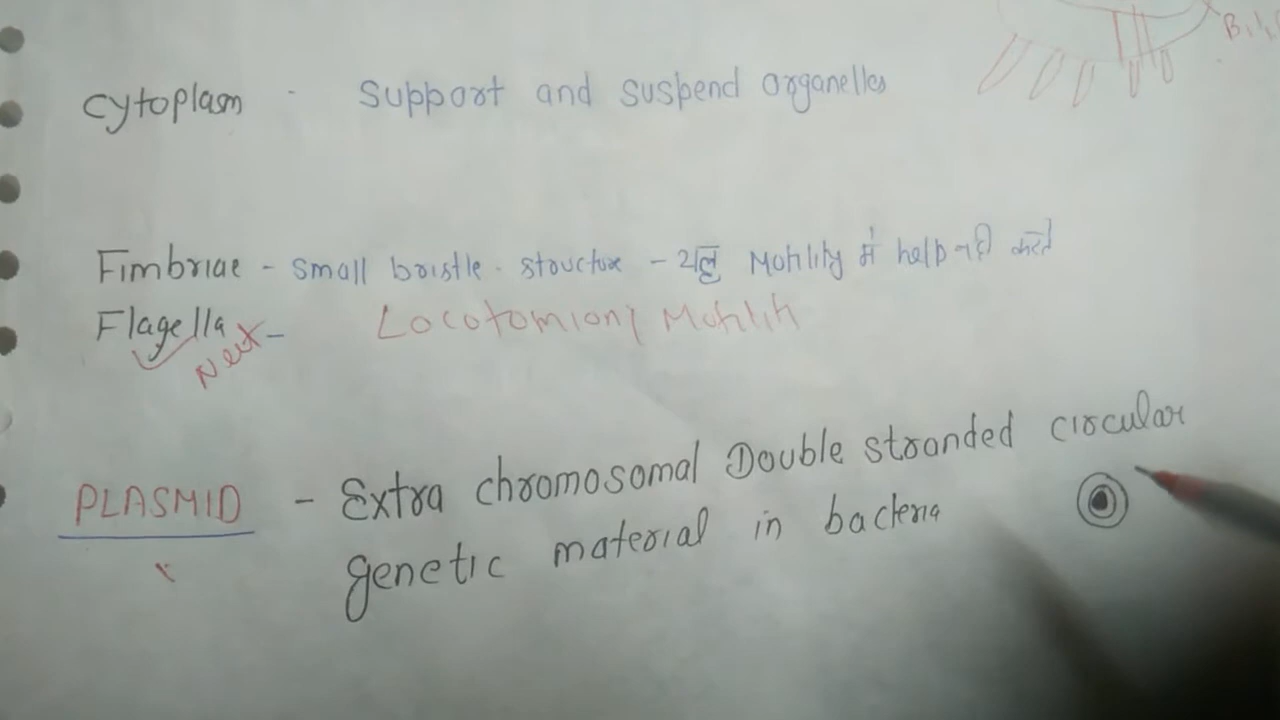 Cytoplasm - Support and suspend organelles
Fimbriae - small bristle structure - यह Motility में help नही करते
Flagella - Locotomion/ Motility
Next
PLASMID - Extra chromosomal Double stranded circular
genetic material in bacteria